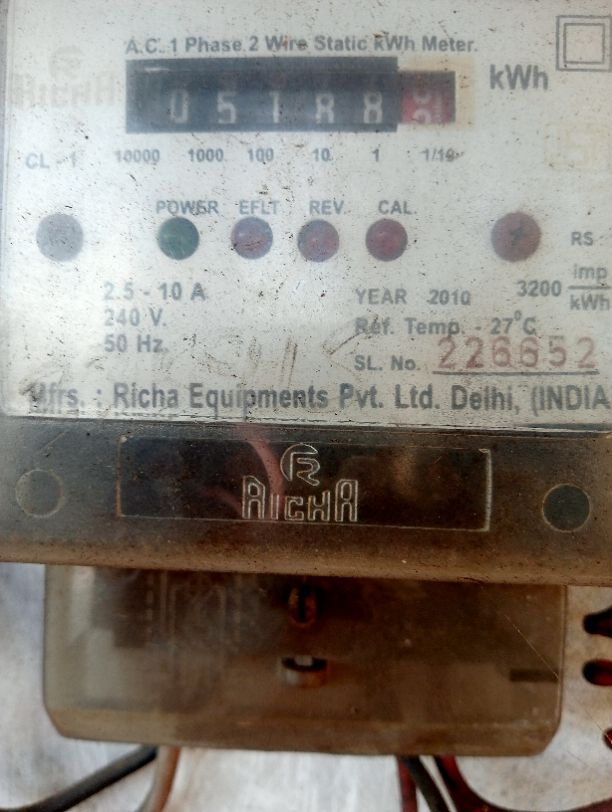 A.C. 1 Phase 2 Wire Static kWh Meter.
RICHA
05188 kWh
CL - 1 10000 1000 100 10 1 1/10
POWER EFLT REV. CAL.
RS
2.5 - 10 A
240 V.
50 Hz.
YEAR 2010
3200 imp/kWh
Ref. Temp. - 27°C
SL. No. 226652
Mfrs. : Richa Equipments Pvt. Ltd. Delhi, (INDIA
RICHA